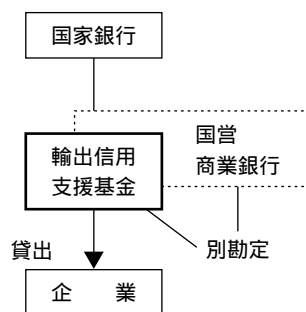 国家銀行
輸出信用
支援基金
国営
商業銀行
貸出
別勘定
企　　業